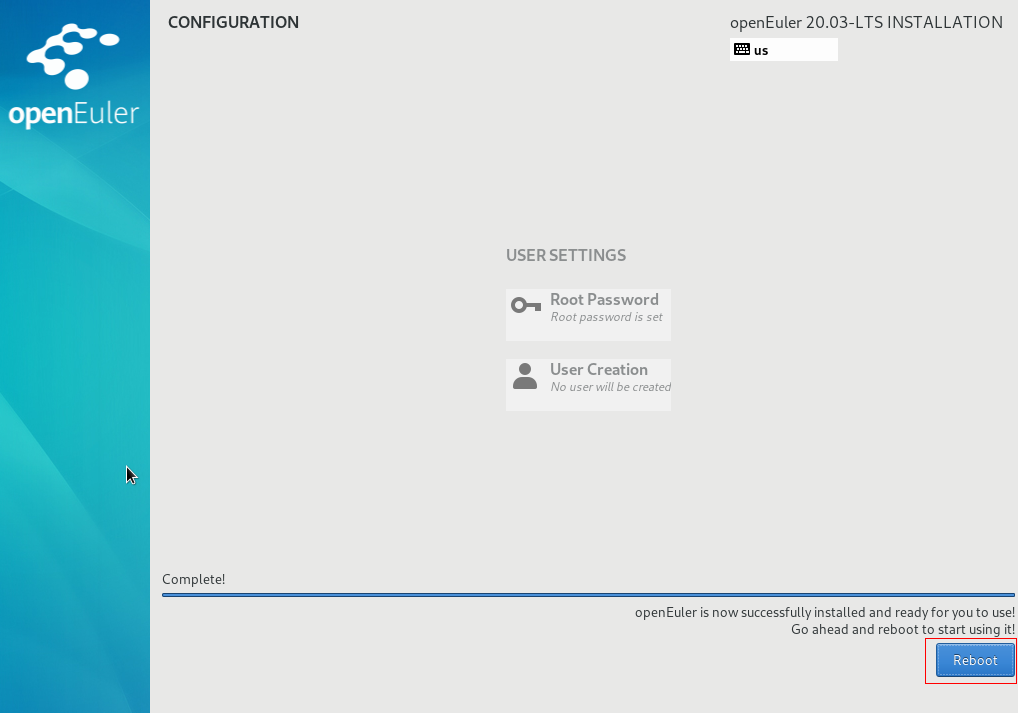 openEuler
CONFIGURATION
openEuler 20.03-LTS INSTALLATION
us
USER SETTINGS
Root Password
Root password is set
User Creation
No user will be created
Complete!
openEuler is now successfully installed and ready for you to use!
Go ahead and reboot to start using it!
Reboot